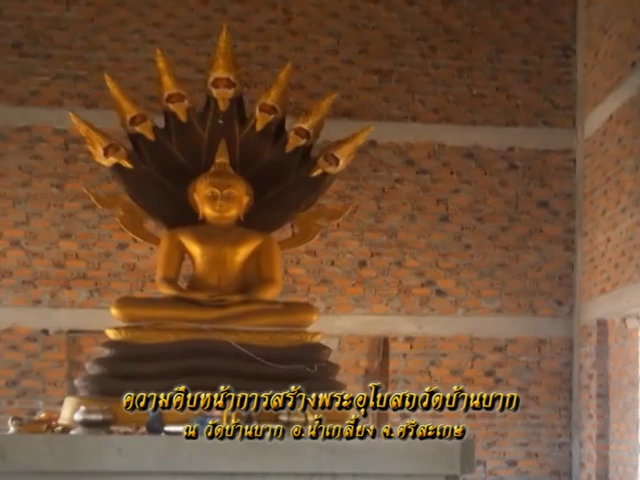 ความคืบหน้าการสร้างพระอุโบสถวัดบ้านบาก
ณ วัดบ้านบาก อ.น้ำเกลี้ยง จ.ศรีสะเกษ